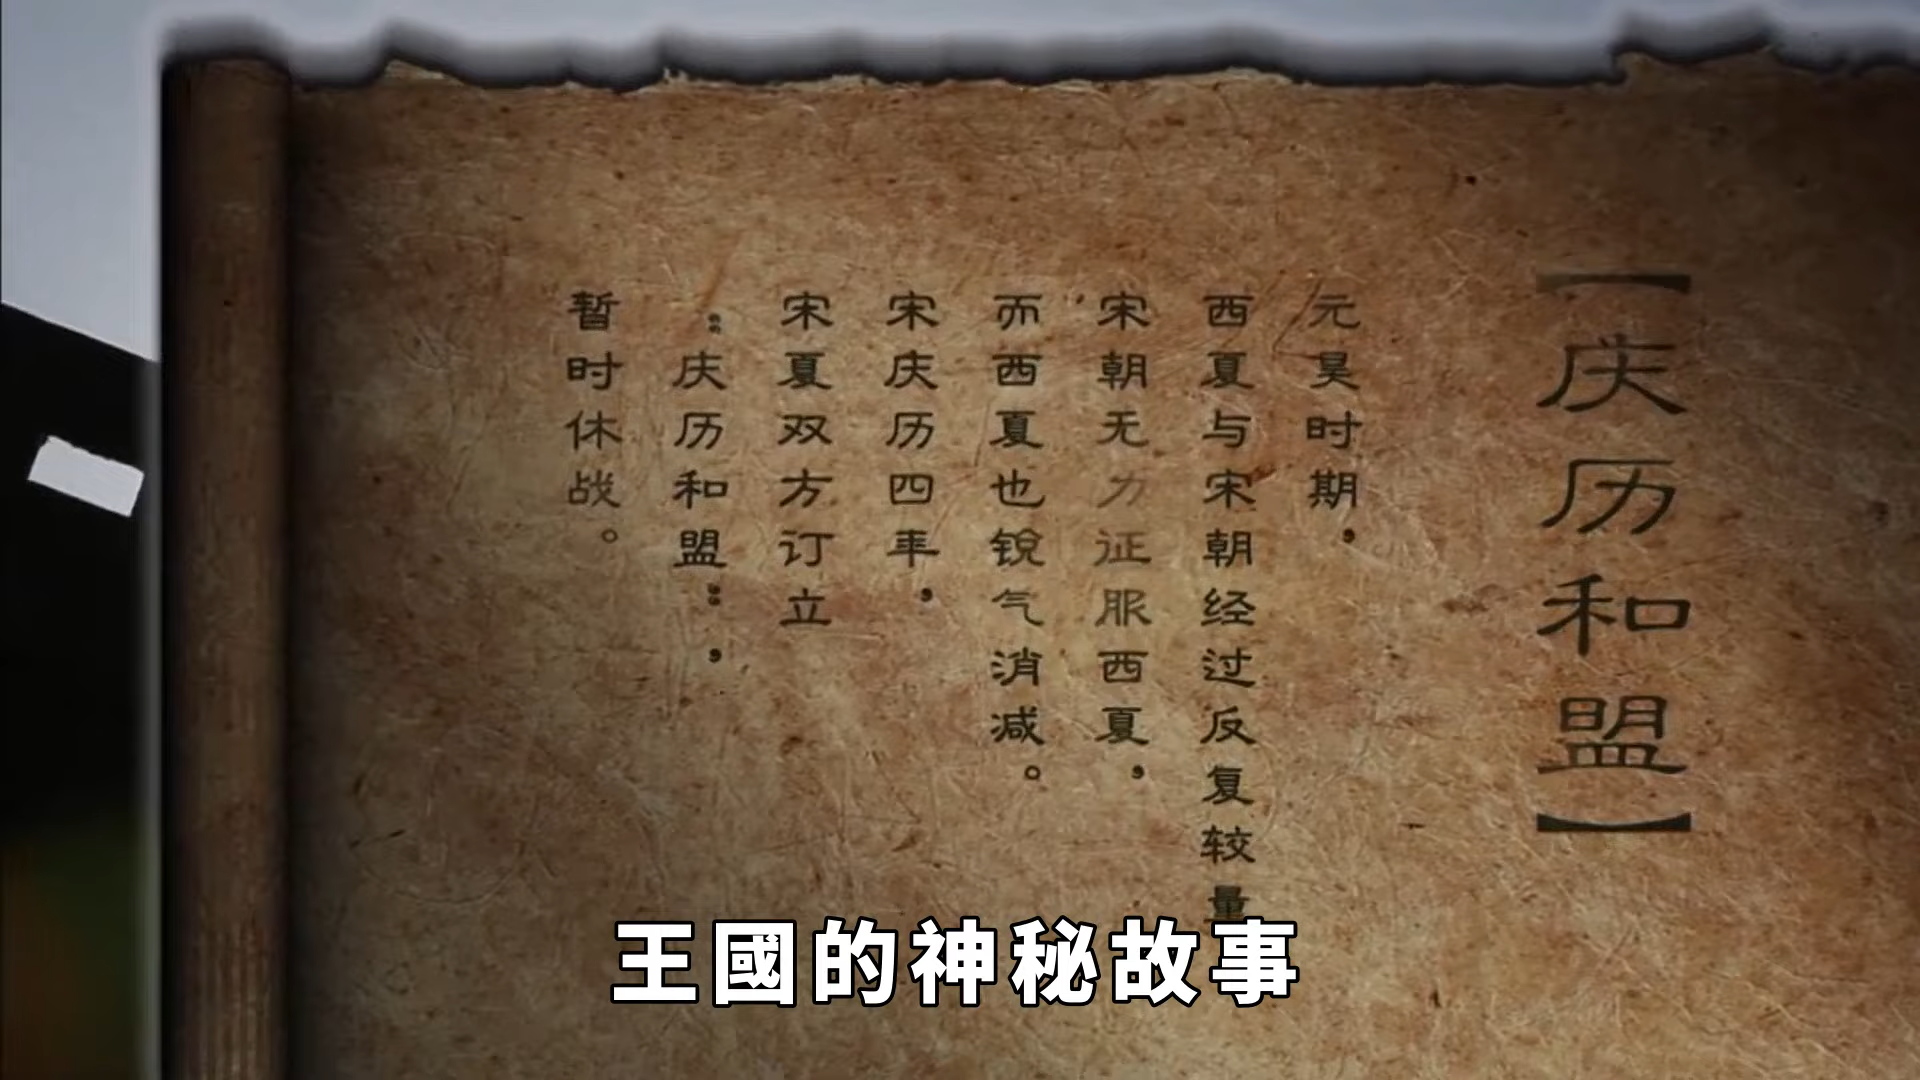 【庆历和盟】
元昊时期，
西夏与宋朝经过反复较量
宋朝无力征服西夏，
而西夏也锐气消减。
宋庆历四年，
宋夏双方订立
“庆历和盟”，
暂时休战。
王國的神秘故事